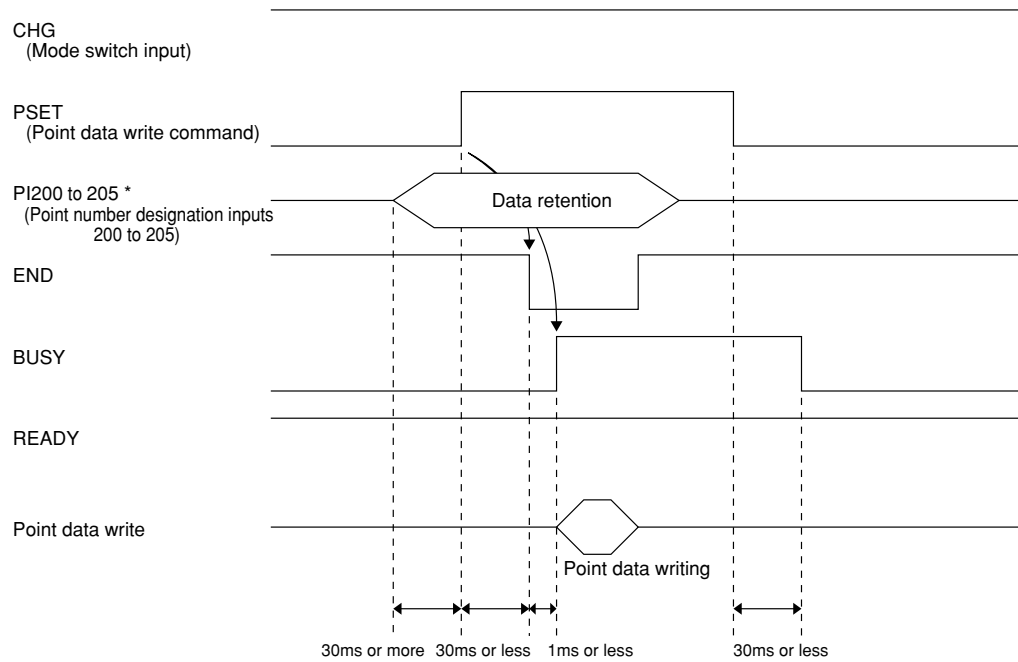 CHG
(Mode switch input)
PSET
(Point data write command)
PI200 to 205 *
(Point number designation inputs
200 to 205)
Data retention
END
BUSY
READY
Point data write
Point data writing
30ms or more 30ms or less 1ms or less 30ms or less